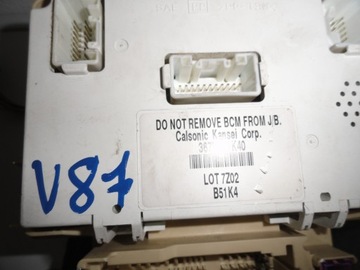 DO NOT REMOVE BCM FROM J/B.
Calsonic Kansei Corp.
LOT 7Z02
B51K4
V87